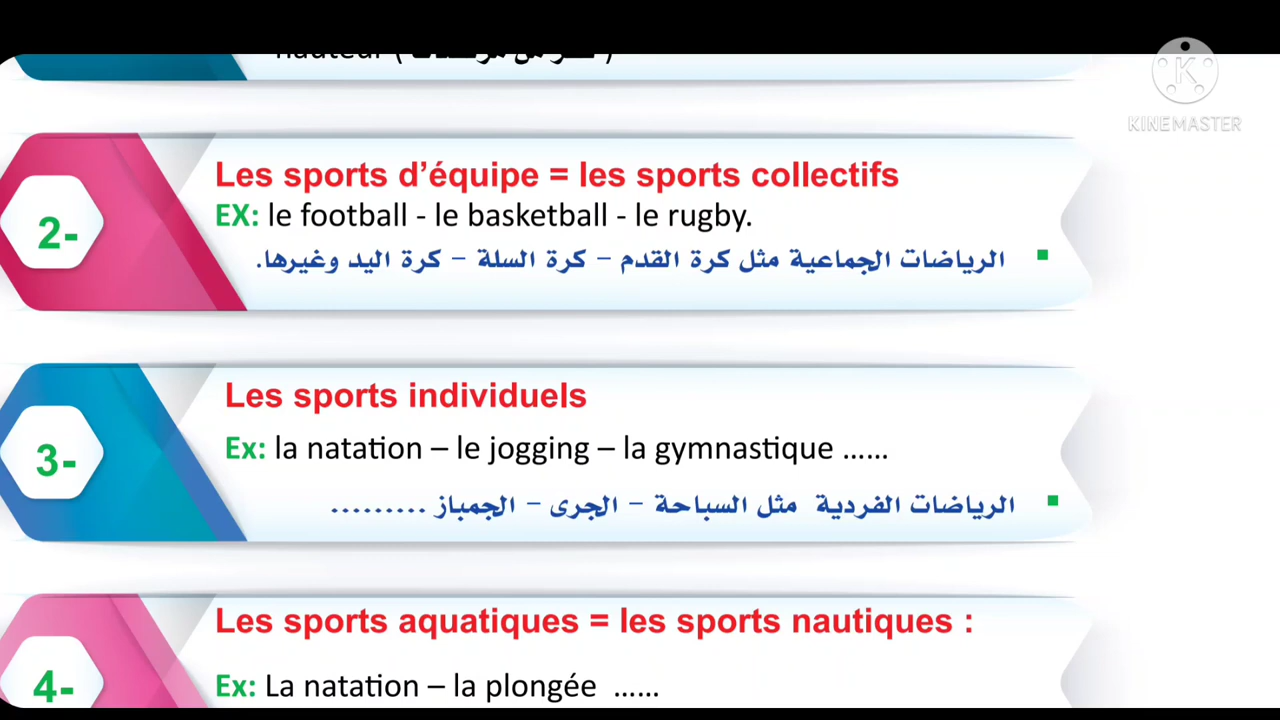 KINEMASTER
2-
Les sports d’équipe = les sports collectifs
EX: le football - le basketball - le rugby.
الرياضات الجماعية مثل كرة القدم – كرة السلة – كرة اليد وغيرها.
3-
Les sports individuels
Ex: la natation – le jogging – la gymnastique ......
الرياضات الفردية مثل السباحة – الجرى – الجمباز .........
4-
Les sports aquatiques = les sports nautiques :
Ex: La natation – la plongée ......